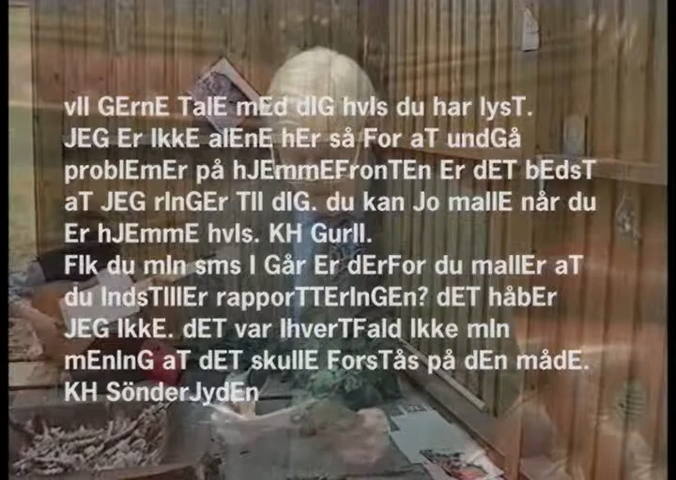 vIl GErnE TalE mEd dIG hvIs du har lysT.
JEG Er IkkE alEnE hEr så For aT undGå
problEmEr på hJEmmEFronTEn Er dET bEdsT
aT JEG rInGEr TIl dIG. du kan Jo maIlE når du
Er hJEmmE hvIs. KH GurlI.
FIk du mIn sms I Går Er dErFor du maIlEr aT
du IndsTIllEr rapporTTErInGEn? dET håbEr
JEG IkkE. dET var IhverTFald Ikke mIn
mEnInG aT dET skullE ForsTås på dEn mådE.
KH SönderJydEn